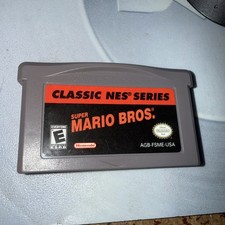 CLASSIC NES® SERIES
SUPER
MARIO BROS.®
E
Nintendo
AGB-FSME-USA